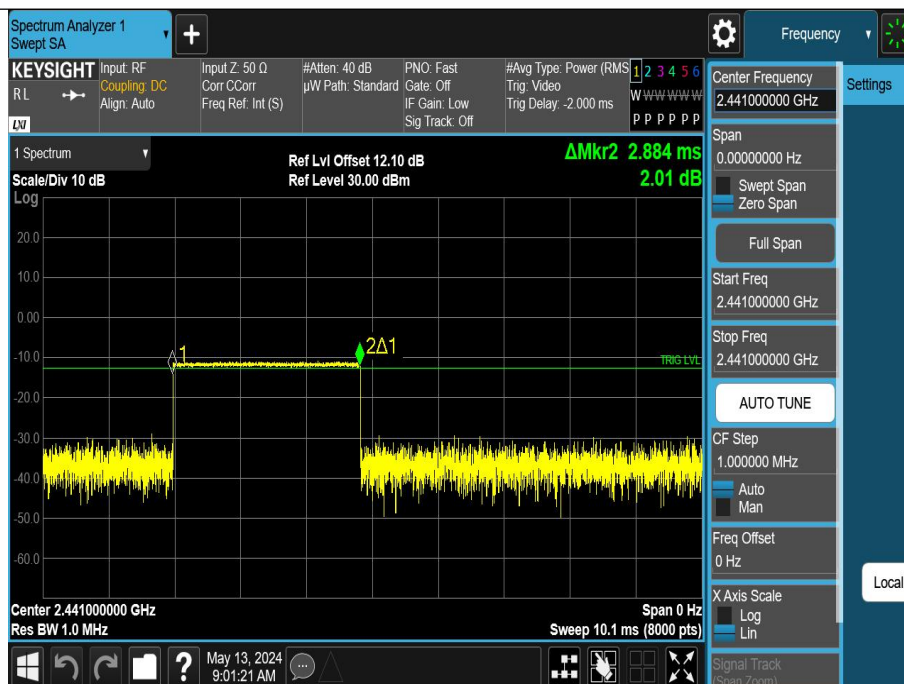 Spectrum Analyzer 1
Swept SA
Frequency
KEYSIGHT
R L
LXI
Input: RF
Coupling: DC
Align: Auto
Input Z: 50 Ω
Corr CCorr
Freq Ref: Int (S)
#Atten: 40 dB
µW Path: Standard
PNO: Fast
Gate: Off
IF Gain: Low
Sig Track: Off
#Avg Type: Power (RMS
Trig: Video
Trig Delay: -2.000 ms
1 2 3 4 5 6
W W W W W W
P P P P P P
1 Spectrum
Scale/Div 10 dB
Log
Ref Lvl Offset 12.10 dB
Ref Level 30.00 dBm
ΔMkr2 2.884 ms
2.01 dB
20.0
10.0
0.00
-10.0
-20.0
-30.0
-40.0
-50.0
-60.0
1
2Δ1
TRIG LVL
Center 2.441000000 GHz
Res BW 1.0 MHz
Span 0 Hz
Sweep 10.1 ms (8000 pts)
Center Frequency
2.441000000 GHz
Span
0.00000000 Hz
Swept Span
Zero Span
Full Span
Start Freq
2.441000000 GHz
Stop Freq
2.441000000 GHz
AUTO TUNE
CF Step
1.000000 MHz
Auto
Man
Freq Offset
0 Hz
X Axis Scale
Log
Lin
Signal Track
(Span Zoom)
Settings
Local
?
May 13, 2024
9:01:21 AM